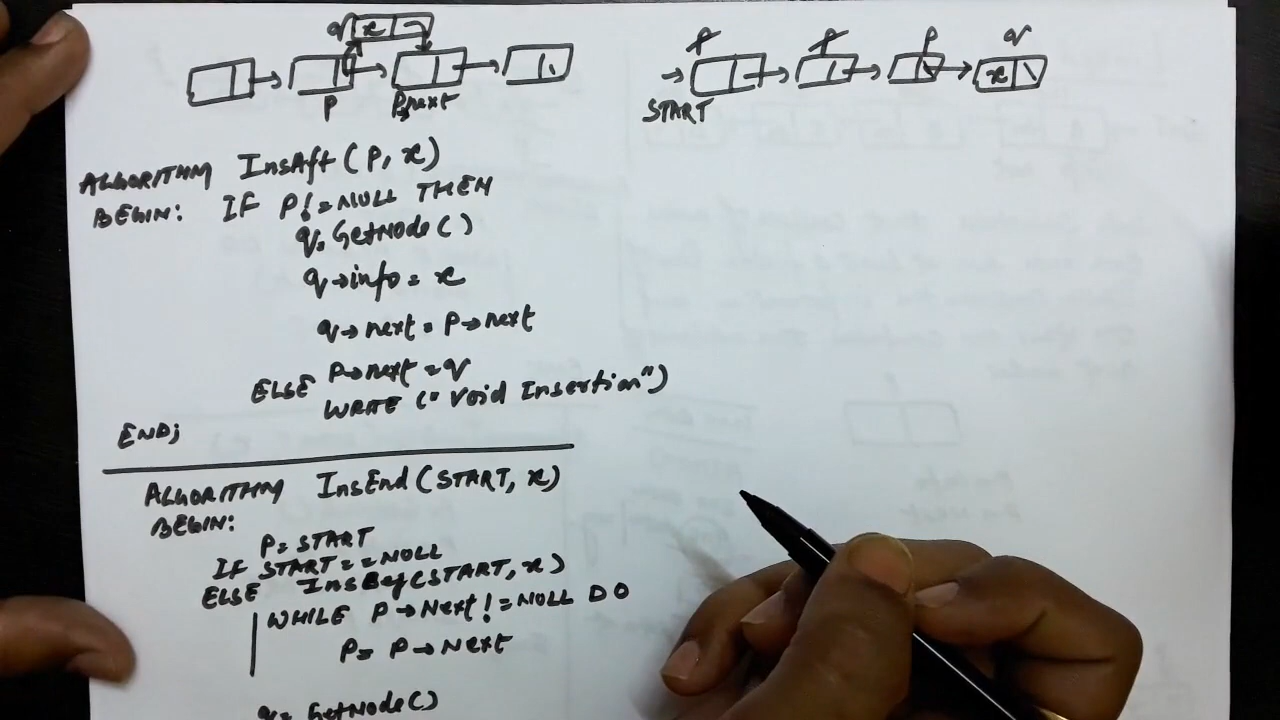 q x
P P→next
P P P q
x
START
ALGORITHM InsAft(P, x)
BEGIN: IF P!=NULL THEN
q=GetNode()
q→info=x
q→next=P→next
P→next=q
ELSE
WRITE ("Void Insertion")
END;
ALGORITHM InsEnd(START, x)
BEGIN:
P=START
IF START==NULL
InsBeg(START, x)
ELSE
WHILE P→Next!=NULL DO
P=P→Next
q=GetNode()